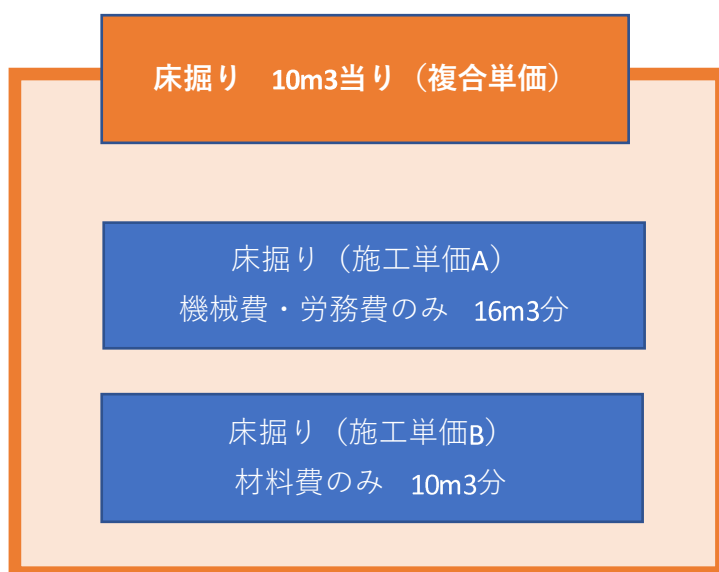 床掘り　10m3当り（複合単価）
床掘り（施工単価A）
機械費・労務費のみ　16m3分
床掘り（施工単価B）
材料費のみ　10m3分